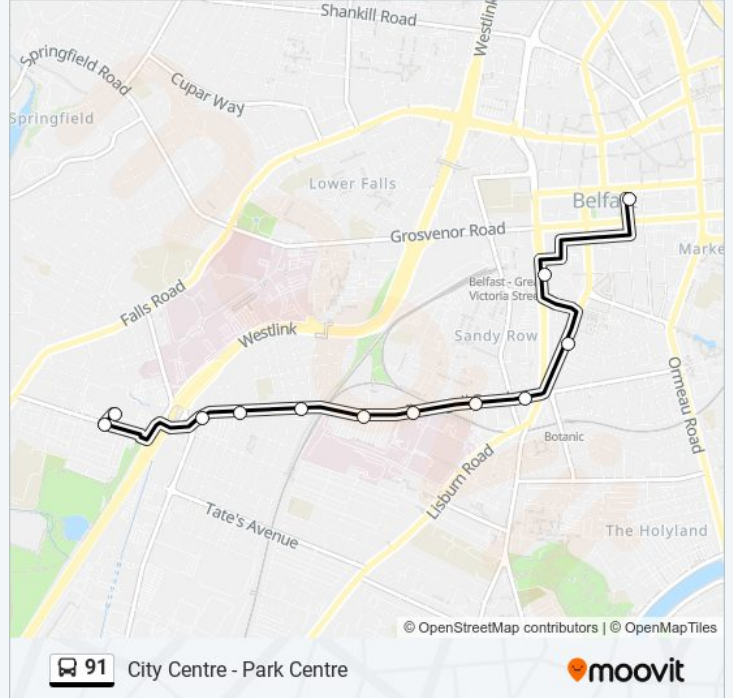 Shankill Road
Westlink
Springfield Road
Cupar Way
Springfield
Lower Falls
Belfa
Grosvenor Road
Marke
Belfast - Grea
Victoria Stree
Falls Road
Westlink
Sandy Row
Ormeau Road
Botanic
Lisburn Road
Tate's Avenue
The Holyland
© OpenStreetMap contributors | © OpenMapTiles
91 City Centre - Park Centre
moovit